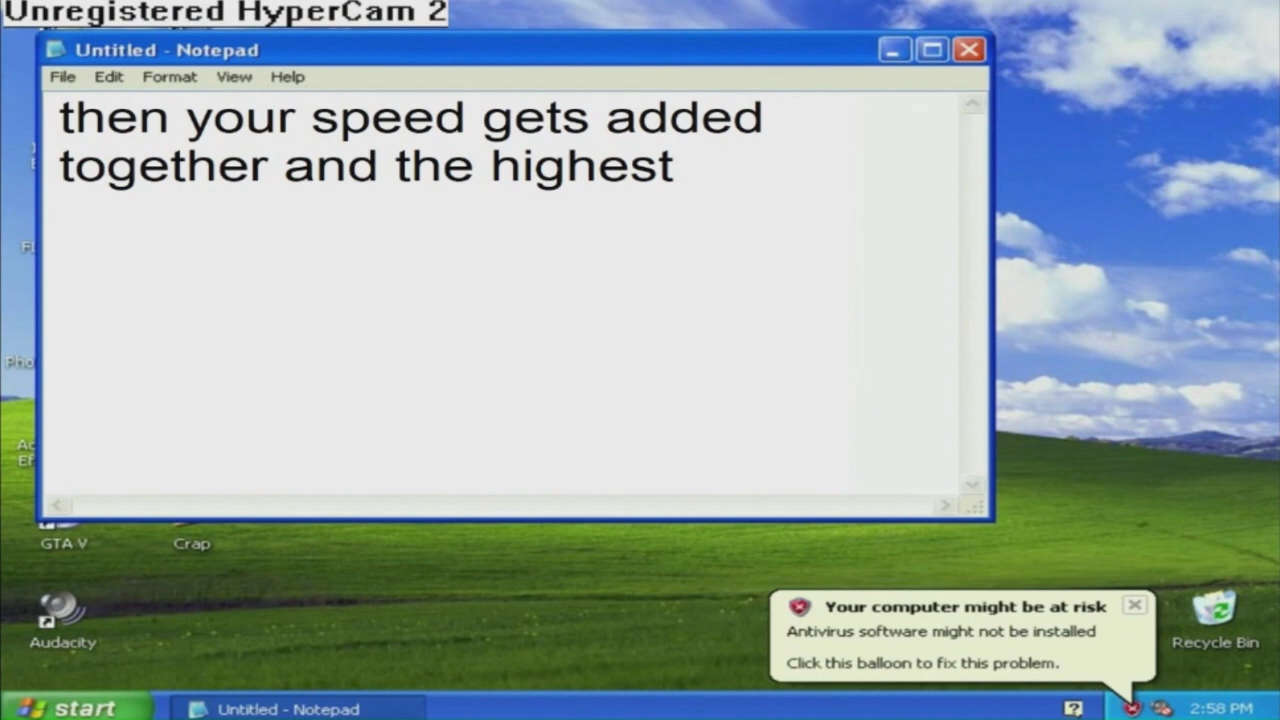 Unregistered HyperCam 2
Untitled - Notepad
File Edit Format View Help
then your speed gets added
together and the highest
GTA V
Crap
Audacity
Your computer might be at risk
Antivirus software might not be installed
Click this balloon to fix this problem.
Recycle Bin
start
Untitled - Notepad
2:58 PM